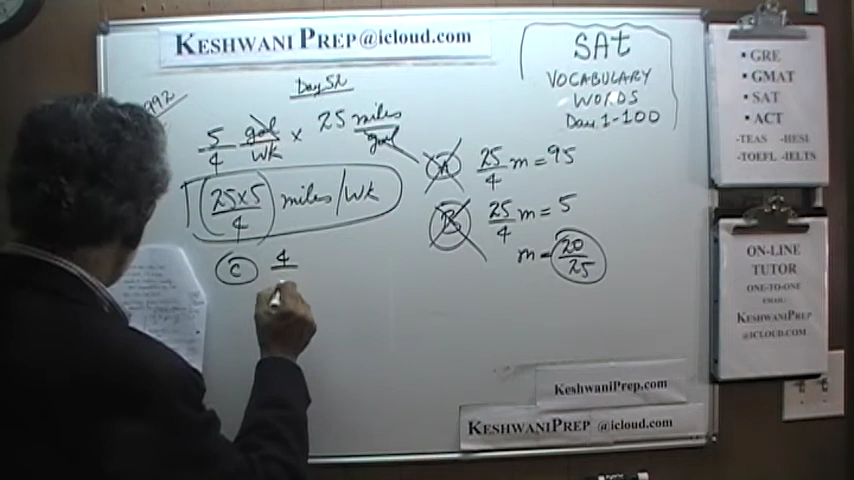 KESHWANI PREP@icloud.com
Day 52
992
5/4 gal/WK × 25 miles/gal
(25×5/4) miles/WK
C 4
A 25/4 m = 95
B 25/4 m = 5
m = 20/25
SAt
VOCABULARY
WORDS
Day 1-100
▪ GRE
▪ GMAT
▪ SAT
▪ ACT
-TEAS -HESI
-TOEFL -IELTS
ON-LINE
TUTOR
ONE-TO-ONE
EMAIL:
KESHWANIPREP
@ICLOUD.COM
KeshwaniPrep.com
KESHWANIPREP @icloud.com